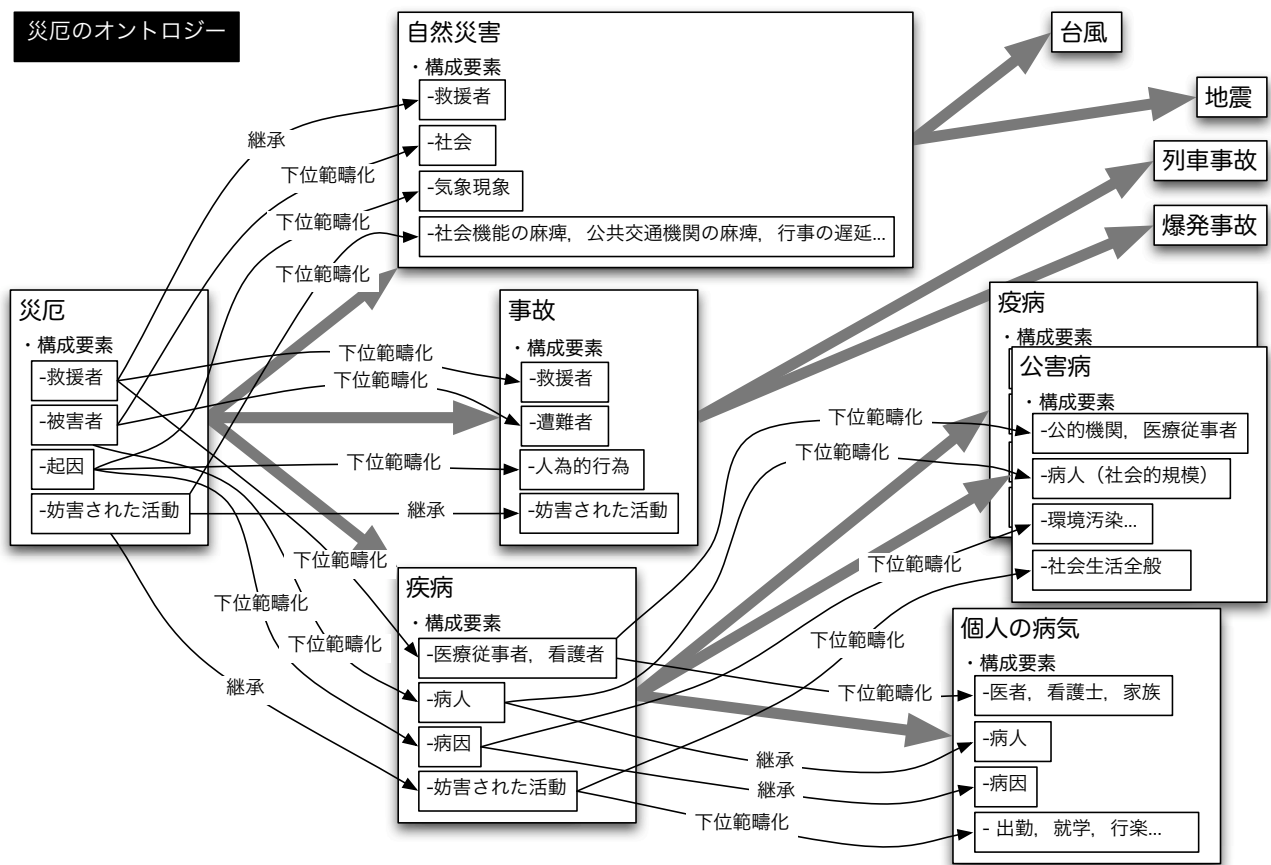 災厄のオントロジー
自然災害
・構成要素
-救援者
-社会
-気象現象
-社会機能の麻痺，公共交通機関の麻痺，行事の遅延...
台風
地震
列車事故
爆発事故
継承
下位範疇化
下位範疇化
下位範疇化
災厄
・構成要素
-救援者
-被害者
-起因
-妨害された活動
下位範疇化
下位範疇化
下位範疇化
継承
事故
・構成要素
-救援者
-遭難者
-人為的行為
-妨害された活動
下位範疇化
下位範疇化
下位範疇化
継承
疾病
・構成要素
-医療従事者，看護者
-病人
-病因
-妨害された活動
疫病
・構成要素
公害病
・構成要素
-公的機関，医療従事者
-病人（社会的規模）
-環境汚染...
-社会生活全般
下位範疇化
下位範疇化
下位範疇化
下位範疇化
下位範疇化
継承
継承
下位範疇化
個人の病気
・構成要素
-医者，看護士，家族
-病人
-病因
- 出勤，就学，行楽...